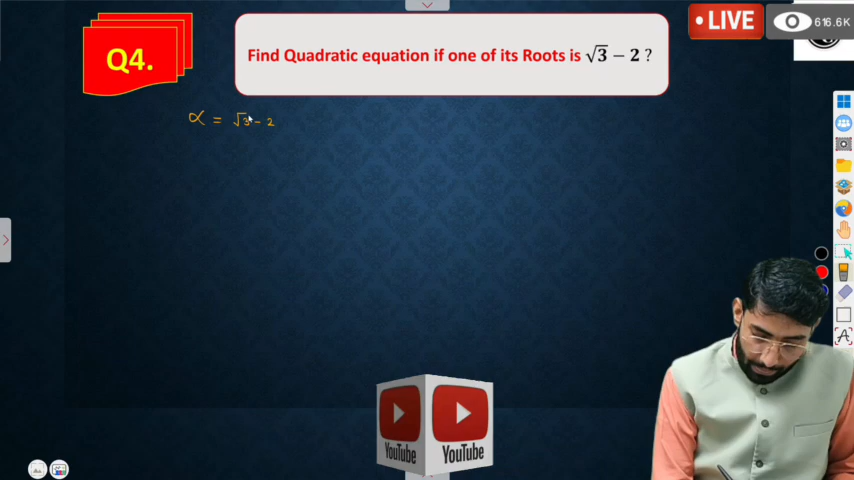 LIVE
616.6K
Q4.
Find Quadratic equation if one of its Roots is √3 − 2 ?
α = √3 − 2
YouTube
YouTube
A